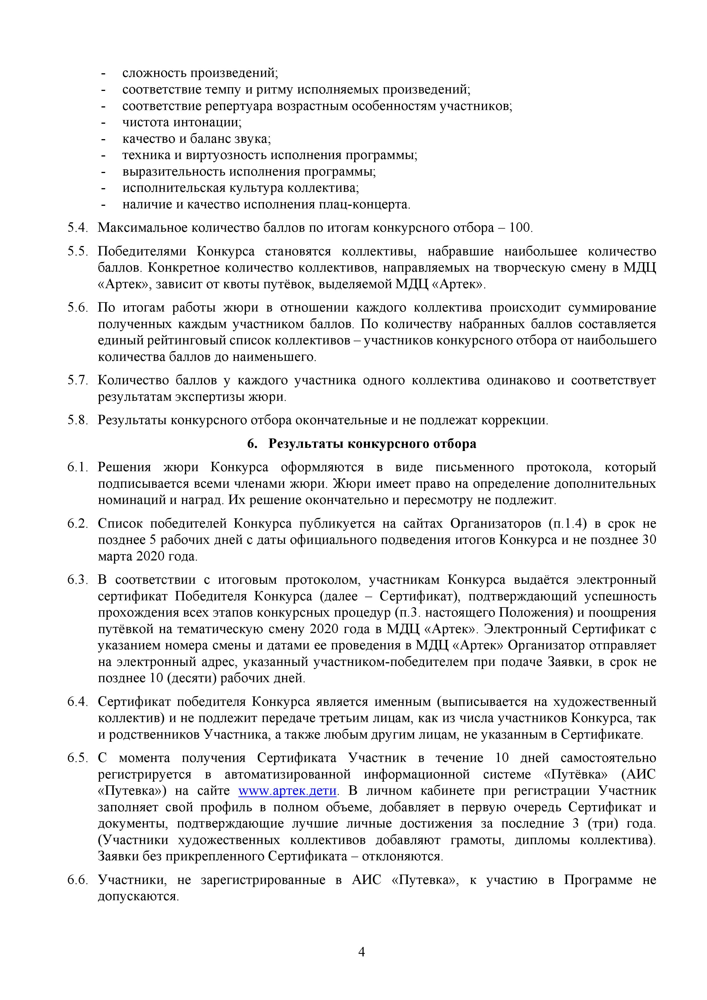 - сложность произведений;
- соответствие темпу и ритму исполняемых произведений;
- соответствие репертуара возрастным особенностям участников;
- чистота интонации;
- качество и баланс звука;
- техника и виртуозность исполнения программы;
- выразительность исполнения программы;
- исполнительская культура коллектива;
- наличие и качество исполнения плац-концерта.
5.4. Максимальное количество баллов по итогам конкурсного отбора – 100.
5.5. Победителями Конкурса становятся коллективы, набравшие наибольшее количество
баллов. Конкретное количество коллективов, направляемых на творческую смену в МДЦ
«Артек», зависит от квоты путёвок, выделяемой МДЦ «Артек».
5.6. По итогам работы жюри в отношении каждого коллектива происходит суммирование
полученных каждым участником баллов. По количеству набранных баллов составляется
единый рейтинговый список коллективов – участников конкурсного отбора от наибольшего
количества баллов до наименьшего.
5.7. Количество баллов у каждого участника одного коллектива одинаково и соответствует
результатам экспертизы жюри.
5.8. Результаты конкурсного отбора окончательные и не подлежат коррекции.
6. Результаты конкурсного отбора
6.1. Решения жюри Конкурса оформляются в виде письменного протокола, который
подписывается всеми членами жюри. Жюри имеет право на определение дополнительных
номинаций и наград. Их решение окончательно и пересмотру не подлежит.
6.2. Список победителей Конкурса публикуется на сайтах Организаторов (п.1.4) в срок не
позднее 5 рабочих дней с даты официального подведения итогов Конкурса и не позднее 30
марта 2020 года.
6.3. В соответствии с итоговым протоколом, участникам Конкурса выдаётся электронный
сертификат Победителя Конкурса (далее – Сертификат), подтверждающий успешность
прохождения всех этапов конкурсных процедур (п.3. настоящего Положения) и поощрения
путёвкой на тематическую смену 2020 года в МДЦ «Артек». Электронный Сертификат с
указанием номера смены и датами ее проведения в МДЦ «Артек» Организатор отправляет
на электронный адрес, указанный участником-победителем при подаче Заявки, в срок не
позднее 10 (десяти) рабочих дней.
6.4. Сертификат победителя Конкурса является именным (выписывается на художественный
коллектив) и не подлежит передаче третьим лицам, как из числа участников Конкурса, так
и родственников Участника, а также любым другим лицам, не указанным в Сертификате.
6.5. С момента получения Сертификата Участник в течение 10 дней самостоятельно
регистрируется в автоматизированной информационной системе «Путёвка» (АИС
«Путевка») на сайте www.артек.дети. В личном кабинете при регистрации Участник
заполняет свой профиль в полном объеме, добавляет в первую очередь Сертификат и
документы, подтверждающие лучшие личные достижения за последние 3 (три) года.
(Участники художественных коллективов добавляют грамоты, дипломы коллектива).
Заявки без прикрепленного Сертификата – отклоняются.
6.6. Участники, не зарегистрированные в АИС «Путевка», к участию в Программе не
допускаются.
4